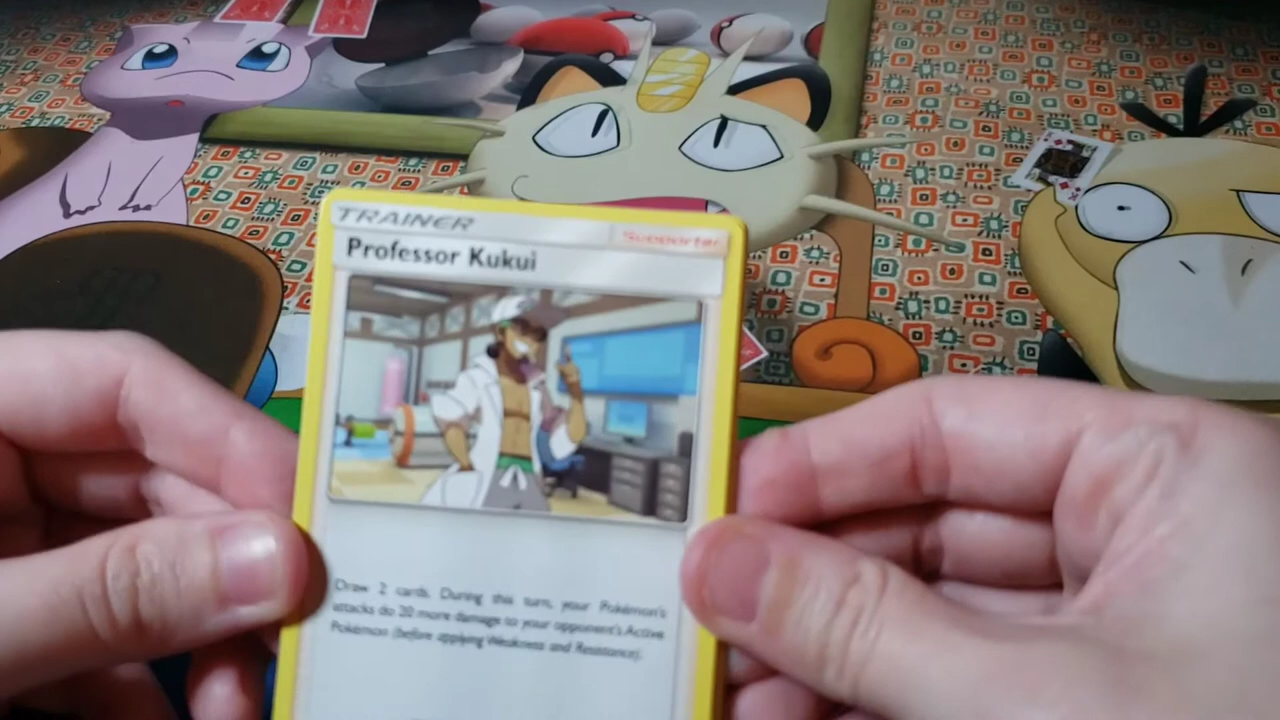 TRAINER
Supporter
Professor Kukui
Draw 2 cards. During this turn, your Pokémon's
attacks do 20 more damage to your opponent's Active
Pokémon (before applying Weakness and Resistance).